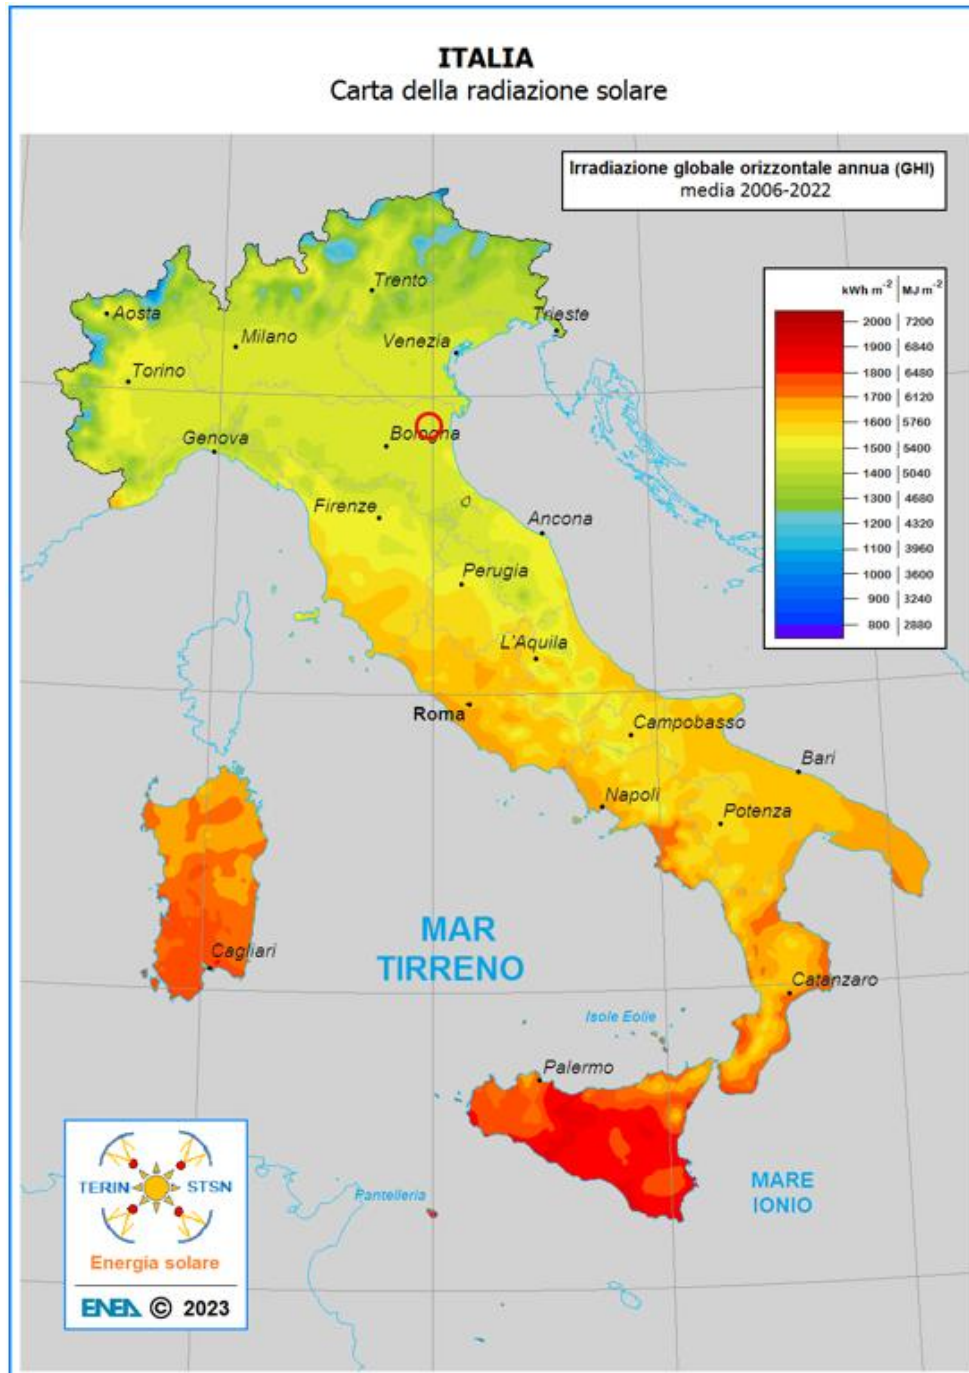 ITALIA
Carta della radiazione solare
Irradiazione globale orizzontale annua (GHI)
media 2006-2022
kWh m⁻² MJ m⁻²
2000 7200
1900 6840
1800 6480
1700 6120
1600 5760
1500 5400
1400 5040
1300 4680
1200 4320
1100 3960
1000 3600
900 3240
800 2880
Trento
Aosta
Trieste
Milano
Venezia
Torino
Bologna
Genova
Firenze
Ancona
Perugia
L'Aquila
Roma
Campobasso
Bari
Napoli
Potenza
MAR
TIRRENO
Cagliari
Catanzaro
Isole Eolie
Palermo
MARE
IONIO
Pantelleria
TERIN STSN
Energia solare
ENEA © 2023